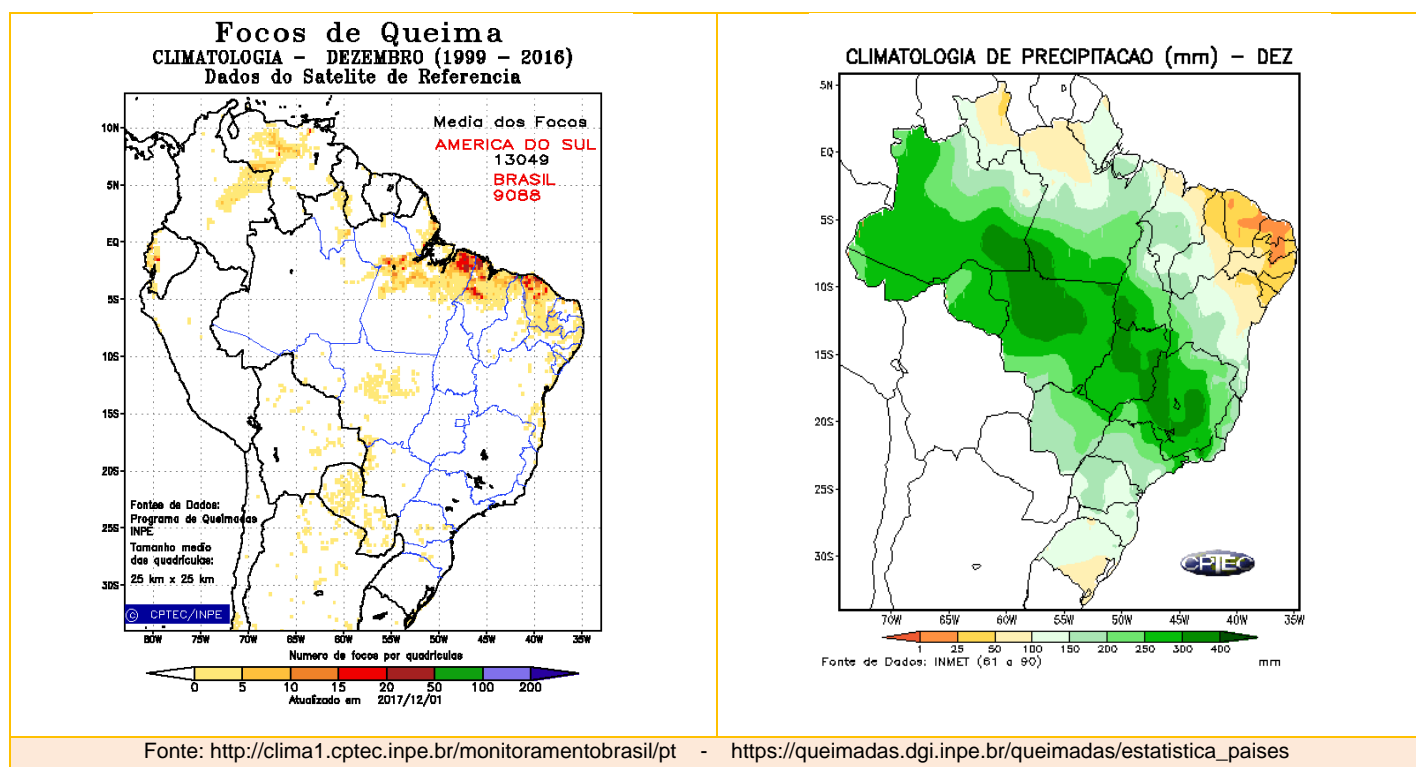 Focos de Queima
CLIMATOLOGIA - DEZEMBRO (1999 - 2016)
Dados do Satelite de Referencia
Media dos Focos
AMERICA DO SUL
13049
BRASIL
9088
10N
5N
EQ
5S
10S
15S
20S
25S
30S
Fontes de Dados:
Programa de Queimadas
INPE
Tamanho medio
das quadriculas:
25 km x 25 km
© CPTEC/INPE
80W 75W 70W 65W 60W 55W 50W 45W 40W 35W
Numero de focos por quadriculas
0 5 10 15 20 50 100 200
Atualizado em 2017/12/01
CLIMATOLOGIA DE PRECIPITACAO (mm) - DEZ
5N
EQ
5S
10S
15S
20S
25S
30S
CPTEC
70W 65W 60W 55W 50W 45W 40W 35W
1 25 50 100 150 200 250 300 400
Fonte de Dados: INMET (61 a 90) mm
Fonte: http://clima1.cptec.inpe.br/monitoramentobrasil/pt - https://queimadas.dgi.inpe.br/queimadas/estatistica_paises